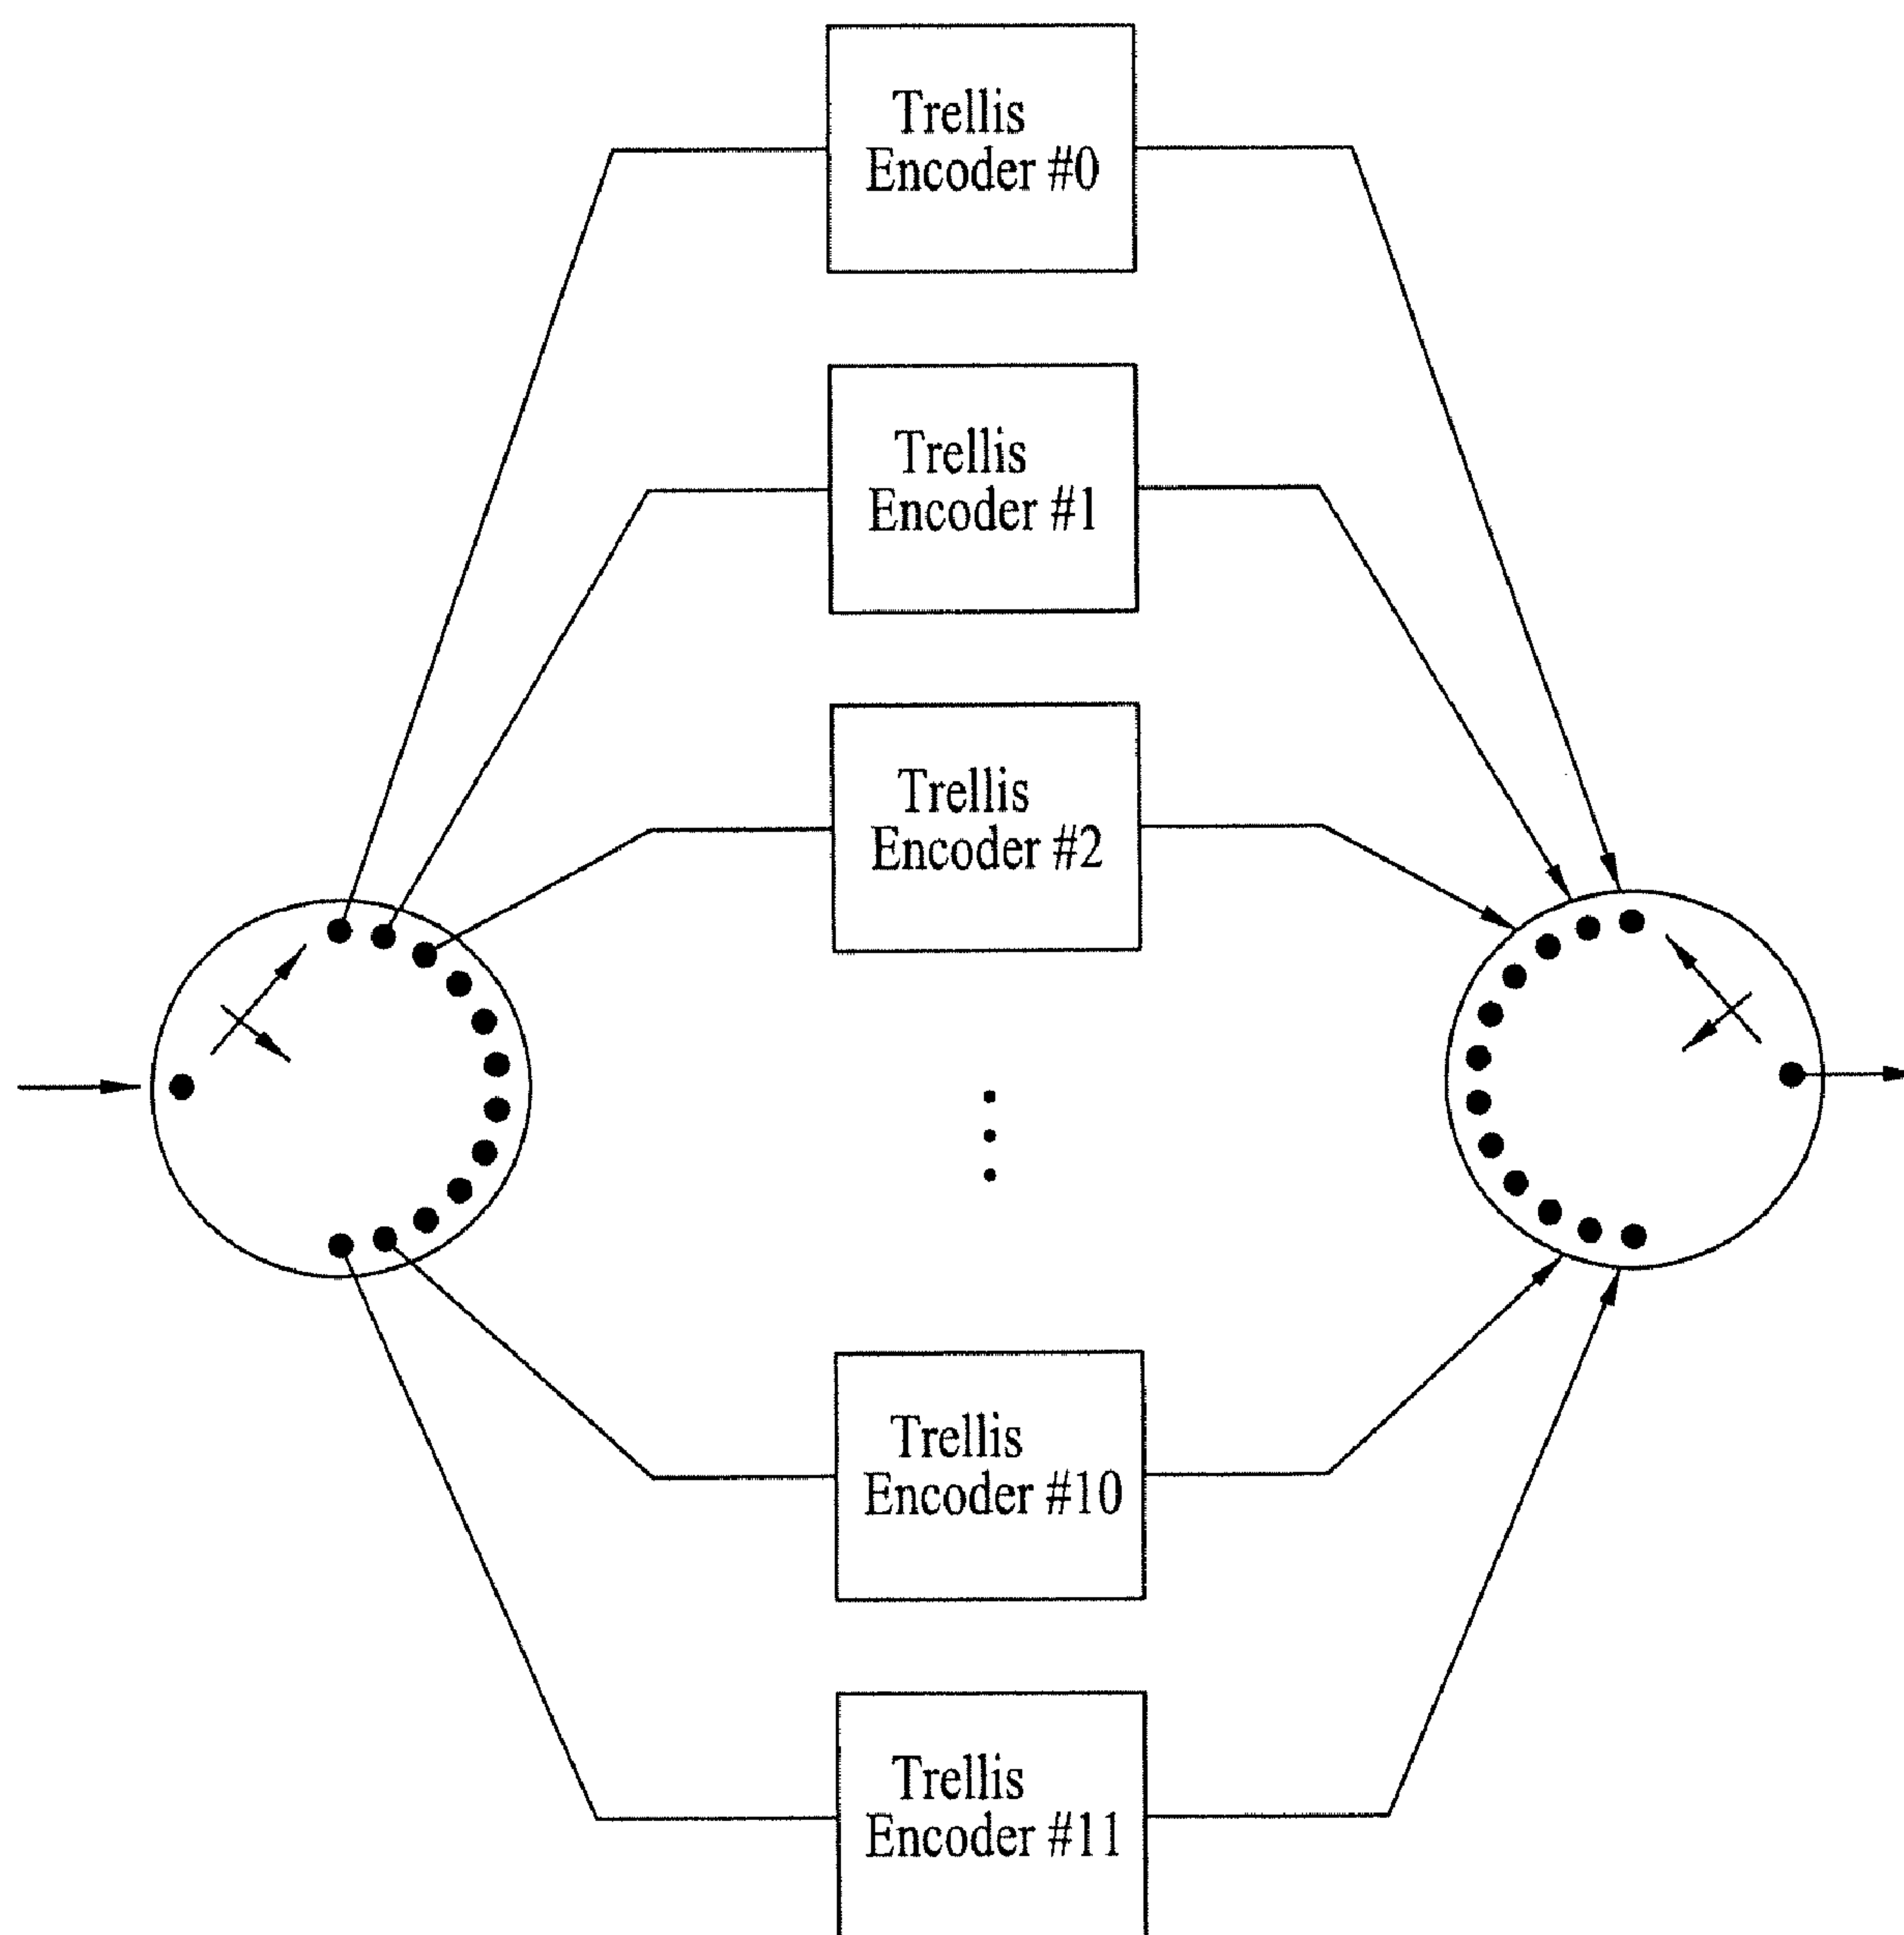 Trellis
Encoder #0
Trellis
Encoder #1
Trellis
Encoder #2
Trellis
Encoder #10
Trellis
Encoder #11